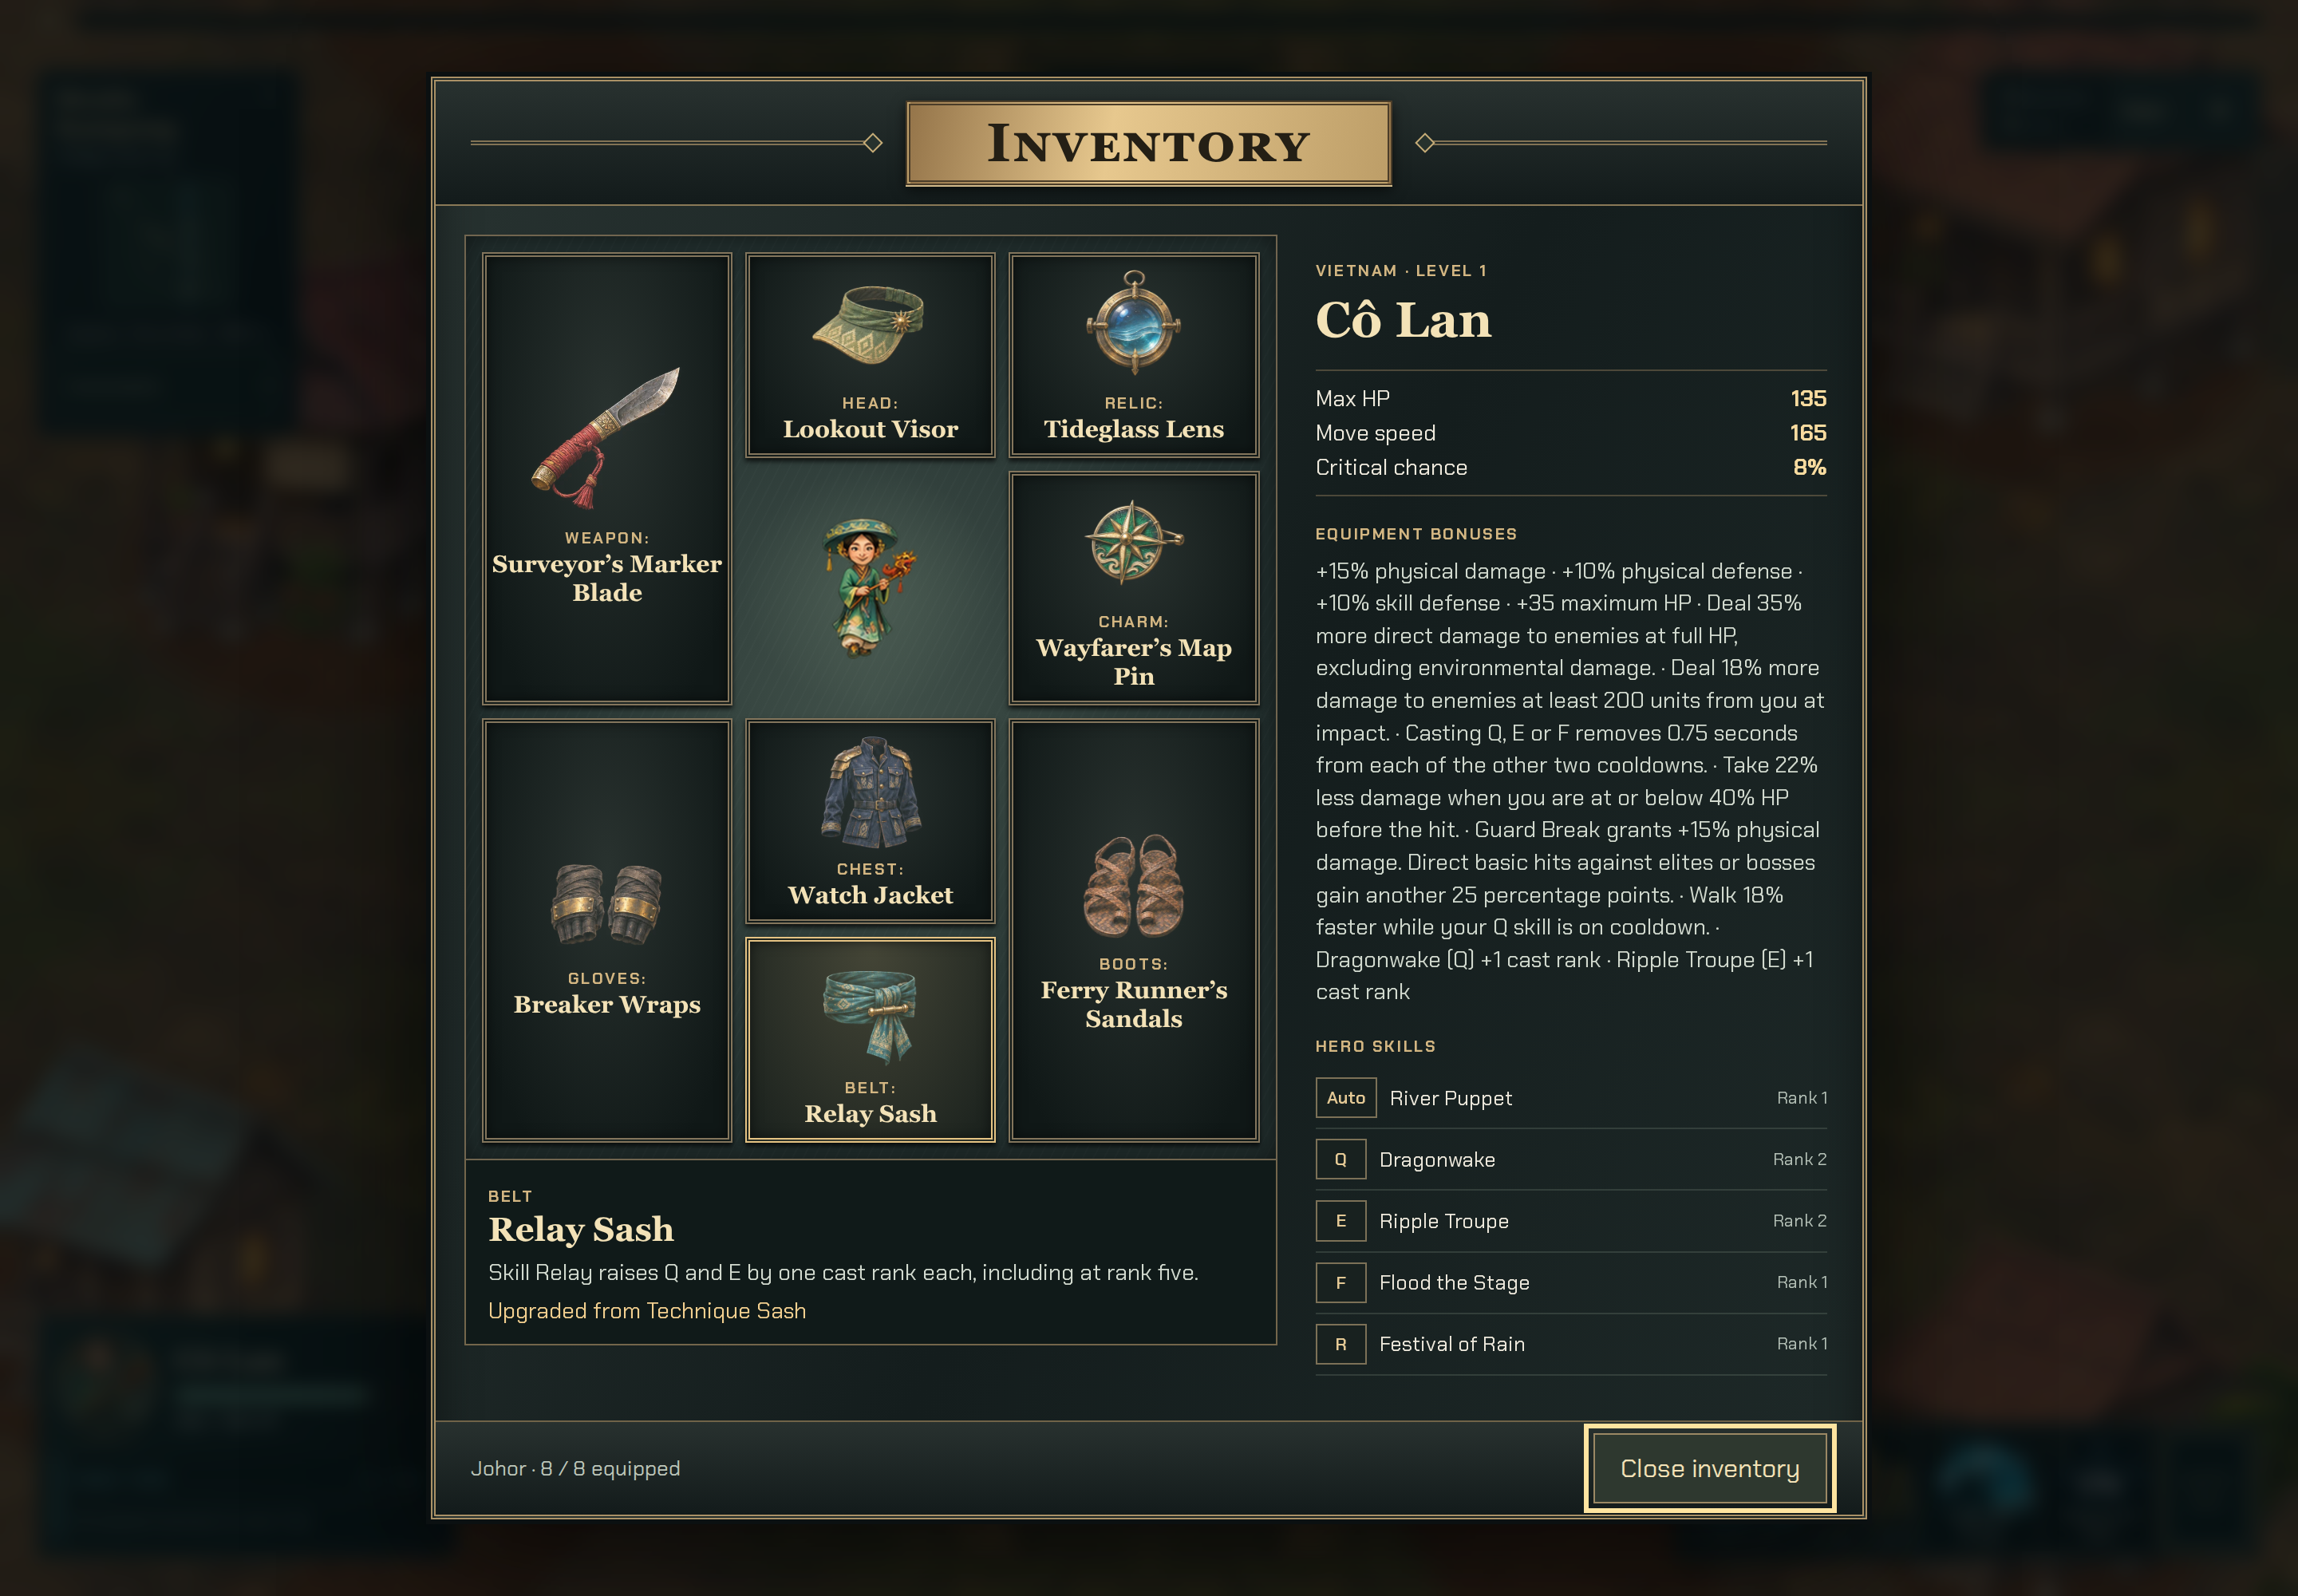 INVENTORY
WEAPON:
Surveyor’s Marker
Blade
HEAD:
Lookout Visor
RELIC:
Tideglass Lens
CHARM:
Wayfarer’s Map
Pin
GLOVES:
Breaker Wraps
CHEST:
Watch Jacket
BELT:
Relay Sash
BOOTS:
Ferry Runner’s
Sandals
BELT
Relay Sash
Skill Relay raises Q and E by one cast rank each, including at rank five.
Upgraded from Technique Sash
VIETNAM · LEVEL 1
Cô Lan
Max HP 135
Move speed 165
Critical chance 8%
EQUIPMENT BONUSES
+15% physical damage · +10% physical defense ·
+10% skill defense · +35 maximum HP · Deal 35%
more direct damage to enemies at full HP,
excluding environmental damage. · Deal 18% more
damage to enemies at least 200 units from you at
impact. · Casting Q, E or F removes 0.75 seconds
from each of the other two cooldowns. · Take 22%
less damage when you are at or below 40% HP
before the hit. · Guard Break grants +15% physical
damage. Direct basic hits against elites or bosses
gain another 25 percentage points. · Walk 18%
faster while your Q skill is on cooldown. ·
Dragonwake (Q) +1 cast rank · Ripple Troupe (E) +1
cast rank
HERO SKILLS
Auto River Puppet Rank 1
Q Dragonwake Rank 2
E Ripple Troupe Rank 2
F Flood the Stage Rank 1
R Festival of Rain Rank 1
Johor · 8 / 8 equipped
Close inventory